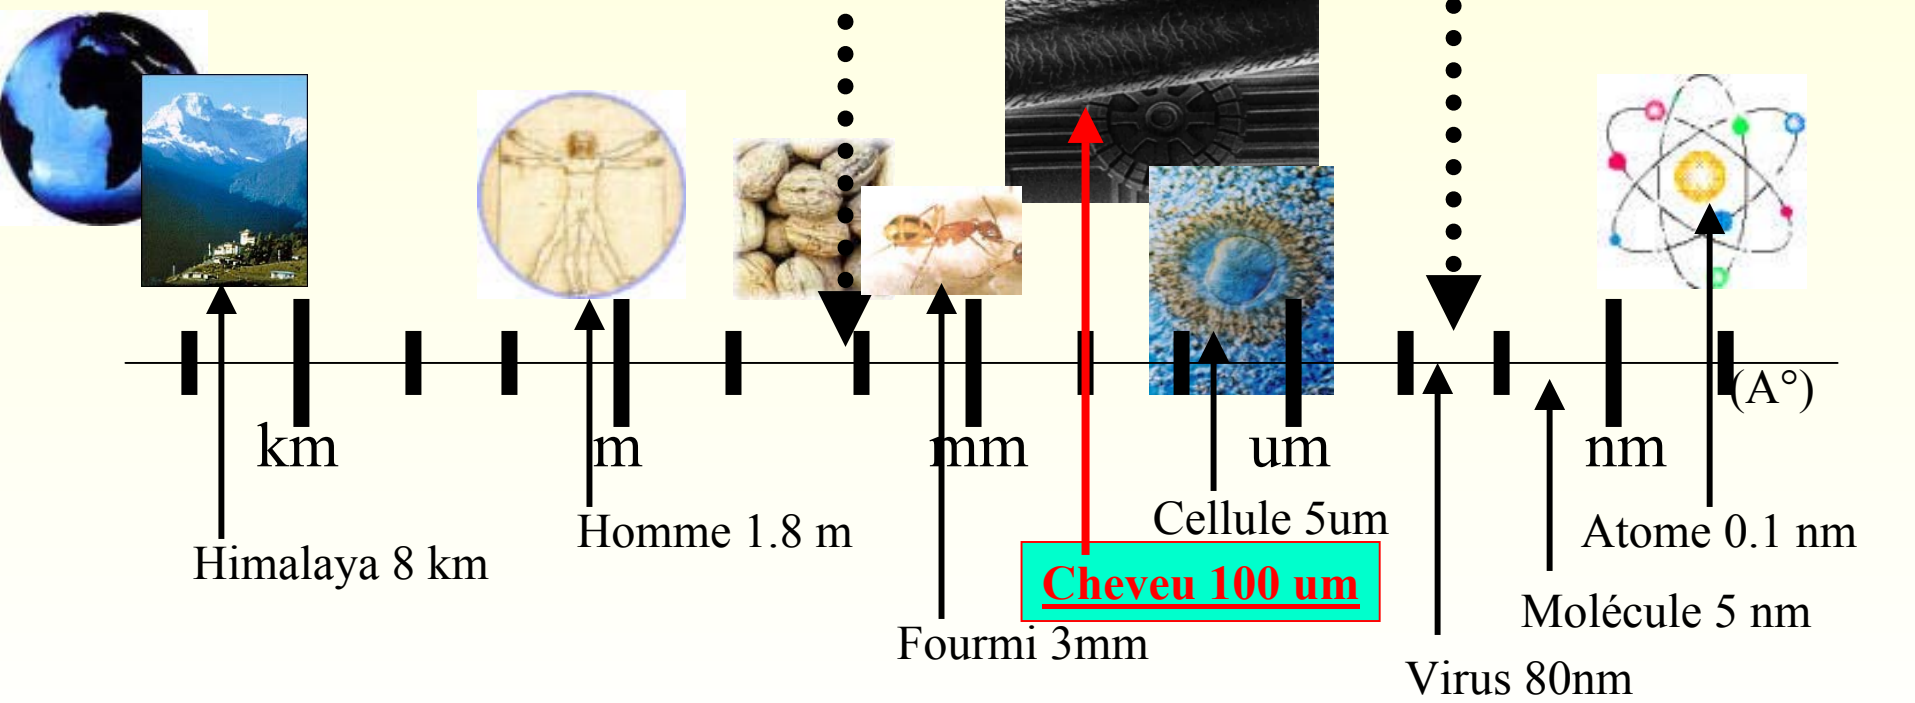 (A°)
km
m
mm
um
nm
Himalaya 8 km
Homme 1.8 m
Fourmi 3mm
Cheveu 100 um
Cellule 5um
Virus 80nm
Molécule 5 nm
Atome 0.1 nm